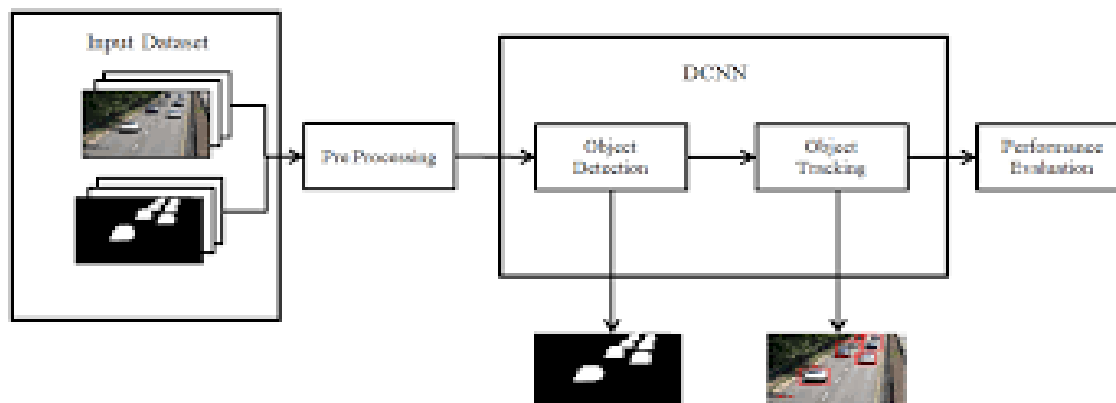 Input Dataset
DCNN
Pre Processing
Object
Detection
Object
Tracking
Performance
Evaluation